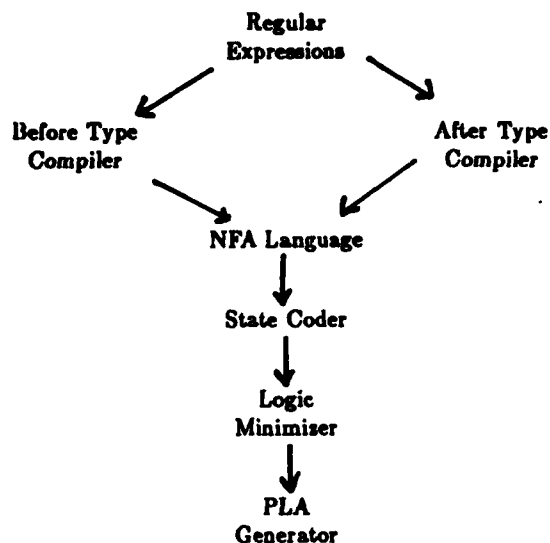 Regular
Expressions
Before Type
Compiler
After Type
Compiler
NFA Language
State Coder
Logic
Minimizer
PLA
Generator